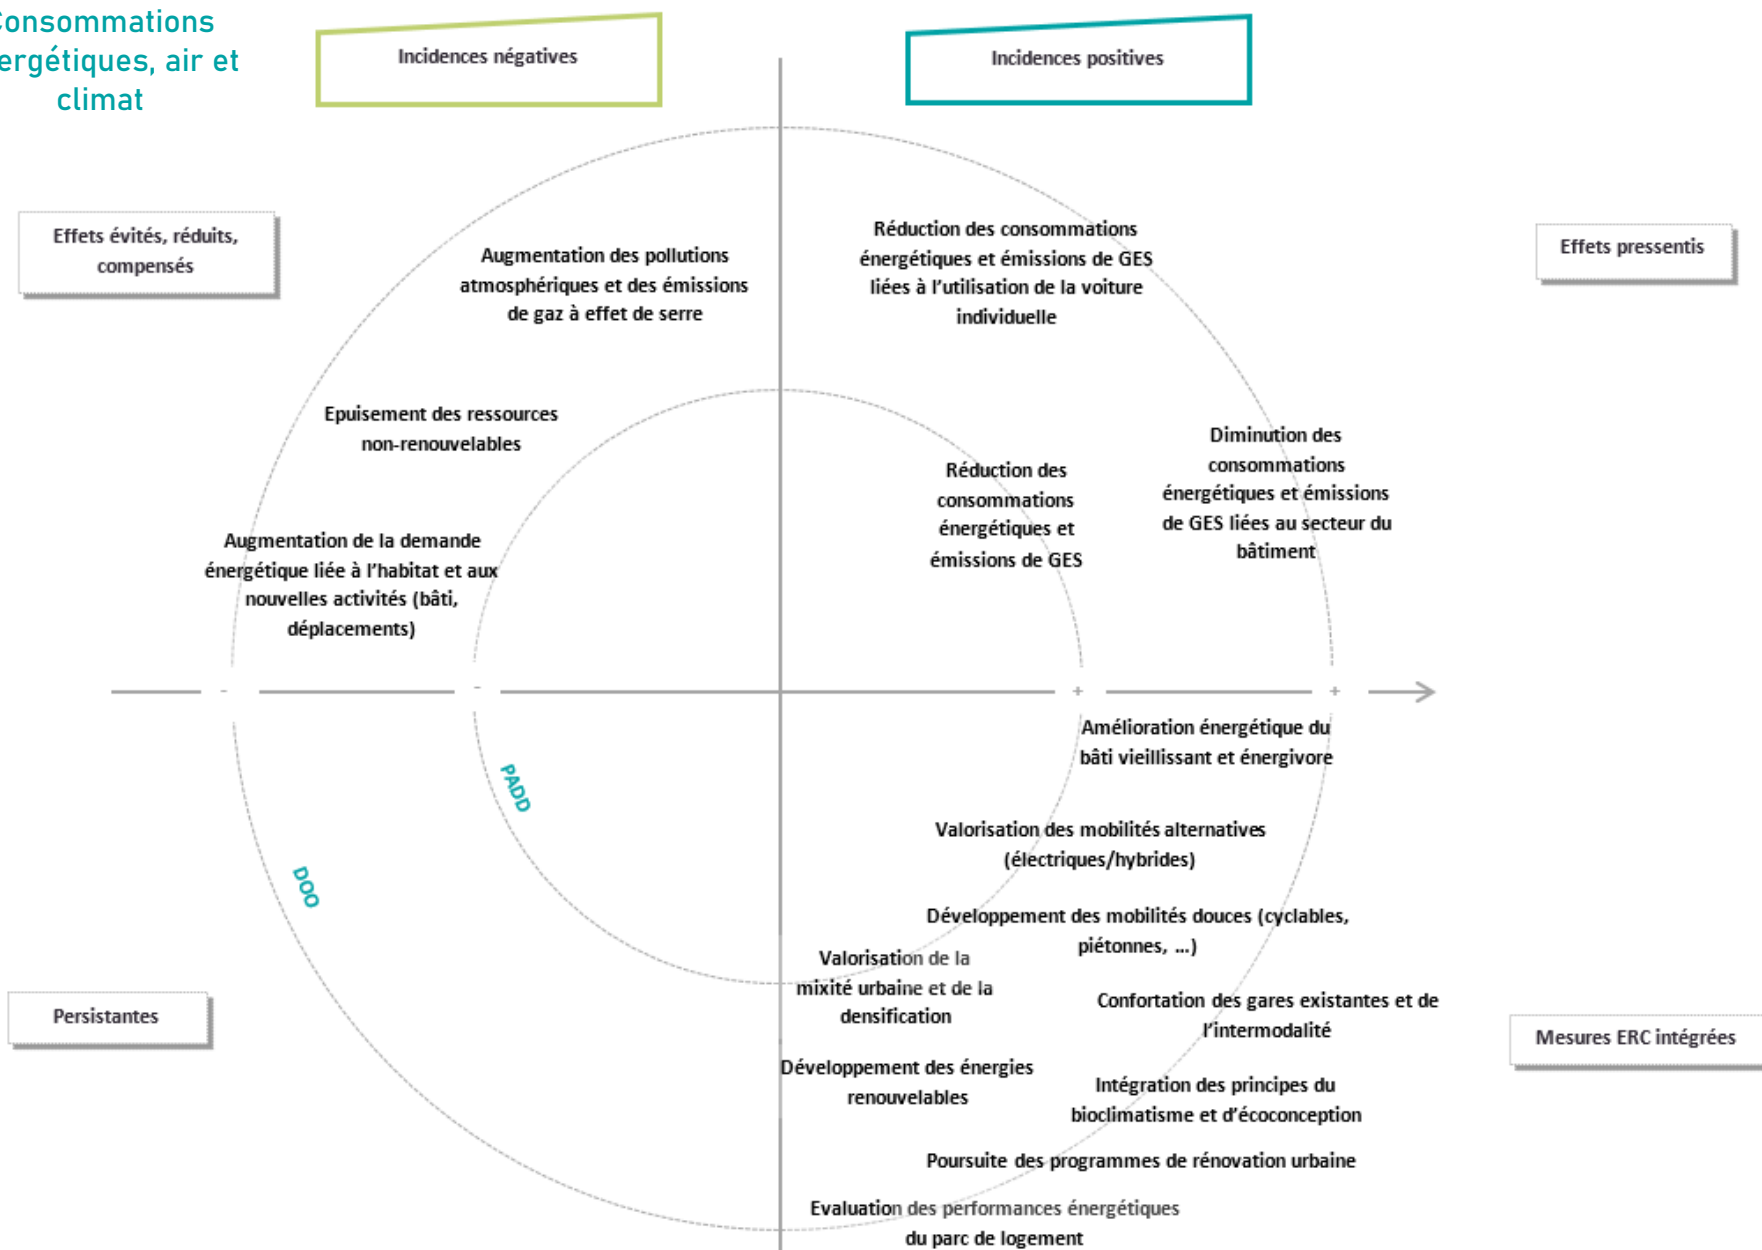 Consommations
ergétiques, air et
climat
Incidences négatives
Incidences positives
Effets évités, réduits,
compensés
Effets pressentis
Augmentation des pollutions
atmosphériques et des émissions
de gaz à effet de serre
Réduction des consommations
énergétiques et émissions de GES
liées à l'utilisation de la voiture
individuelle
Epuisement des ressources
non-renouvelables
Réduction des
consommations
énergétiques et
émissions de GES
Diminution des
consommations
énergétiques et émissions
de GES liées au secteur du
bâtiment
Augmentation de la demande
énergétique liée à l'habitat et aux
nouvelles activités (bâti,
déplacements)
- - + +
PADD
DOO
Amélioration énergétique du
bâti vieillissant et énergivore
Valorisation des mobilités alternatives
(électriques/hybrides)
Développement des mobilités douces (cyclables,
piétonnes, ...)
Valorisation de la
mixité urbaine et de la
densification
Confortation des gares existantes et de
l'intermodalité
Persistantes
Mesures ERC intégrées
Développement des énergies
renouvelables
Intégration des principes du
bioclimatisme et d'écoconception
Poursuite des programmes de rénovation urbaine
Evaluation des performances énergétiques
du parc de logement